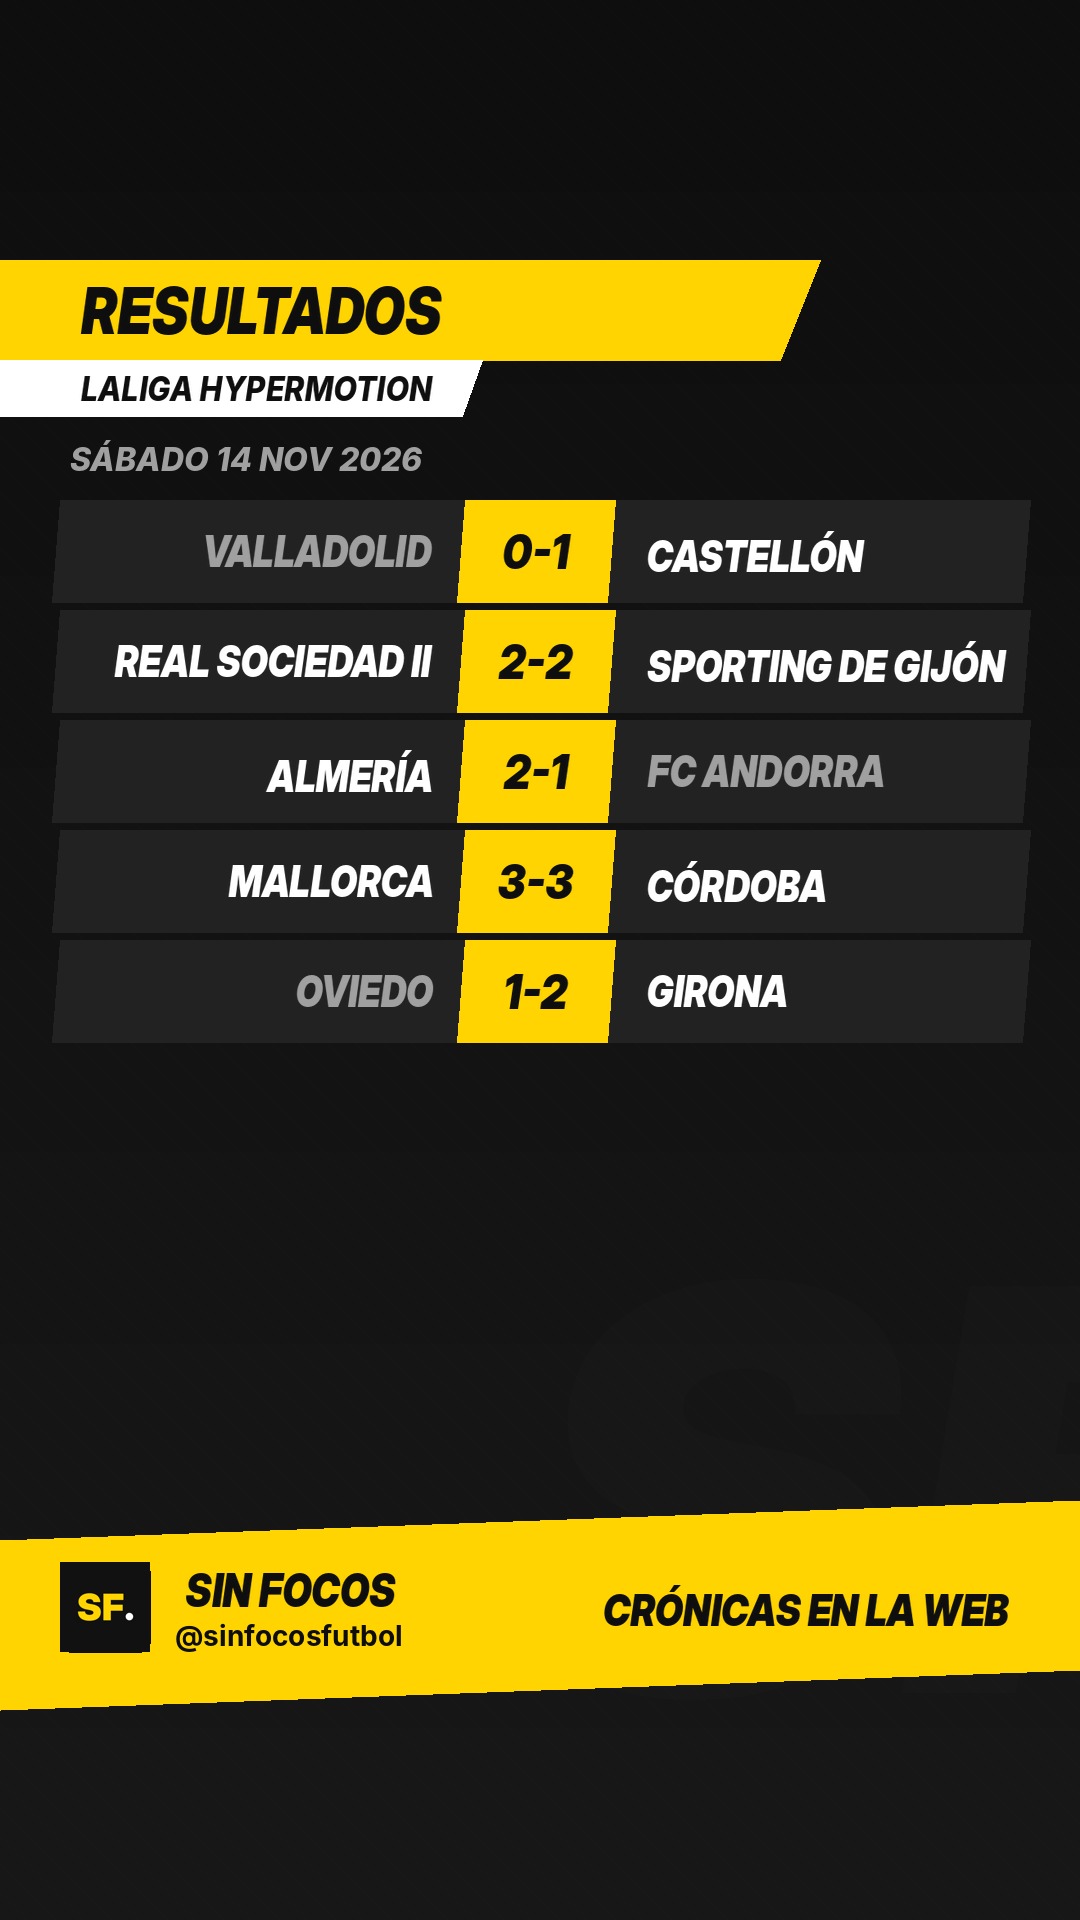 RESULTADOS
LALIGA HYPERMOTION
SÁBADO 14 NOV 2026
VALLADOLID 0-1 CASTELLÓN
REAL SOCIEDAD II 2-2 SPORTING DE GIJÓN
ALMERÍA 2-1 FC ANDORRA
MALLORCA 3-3 CÓRDOBA
OVIEDO 1-2 GIRONA
SF.
SIN FOCOS
@sinfocosfutbol
CRÓNICAS EN LA WEB